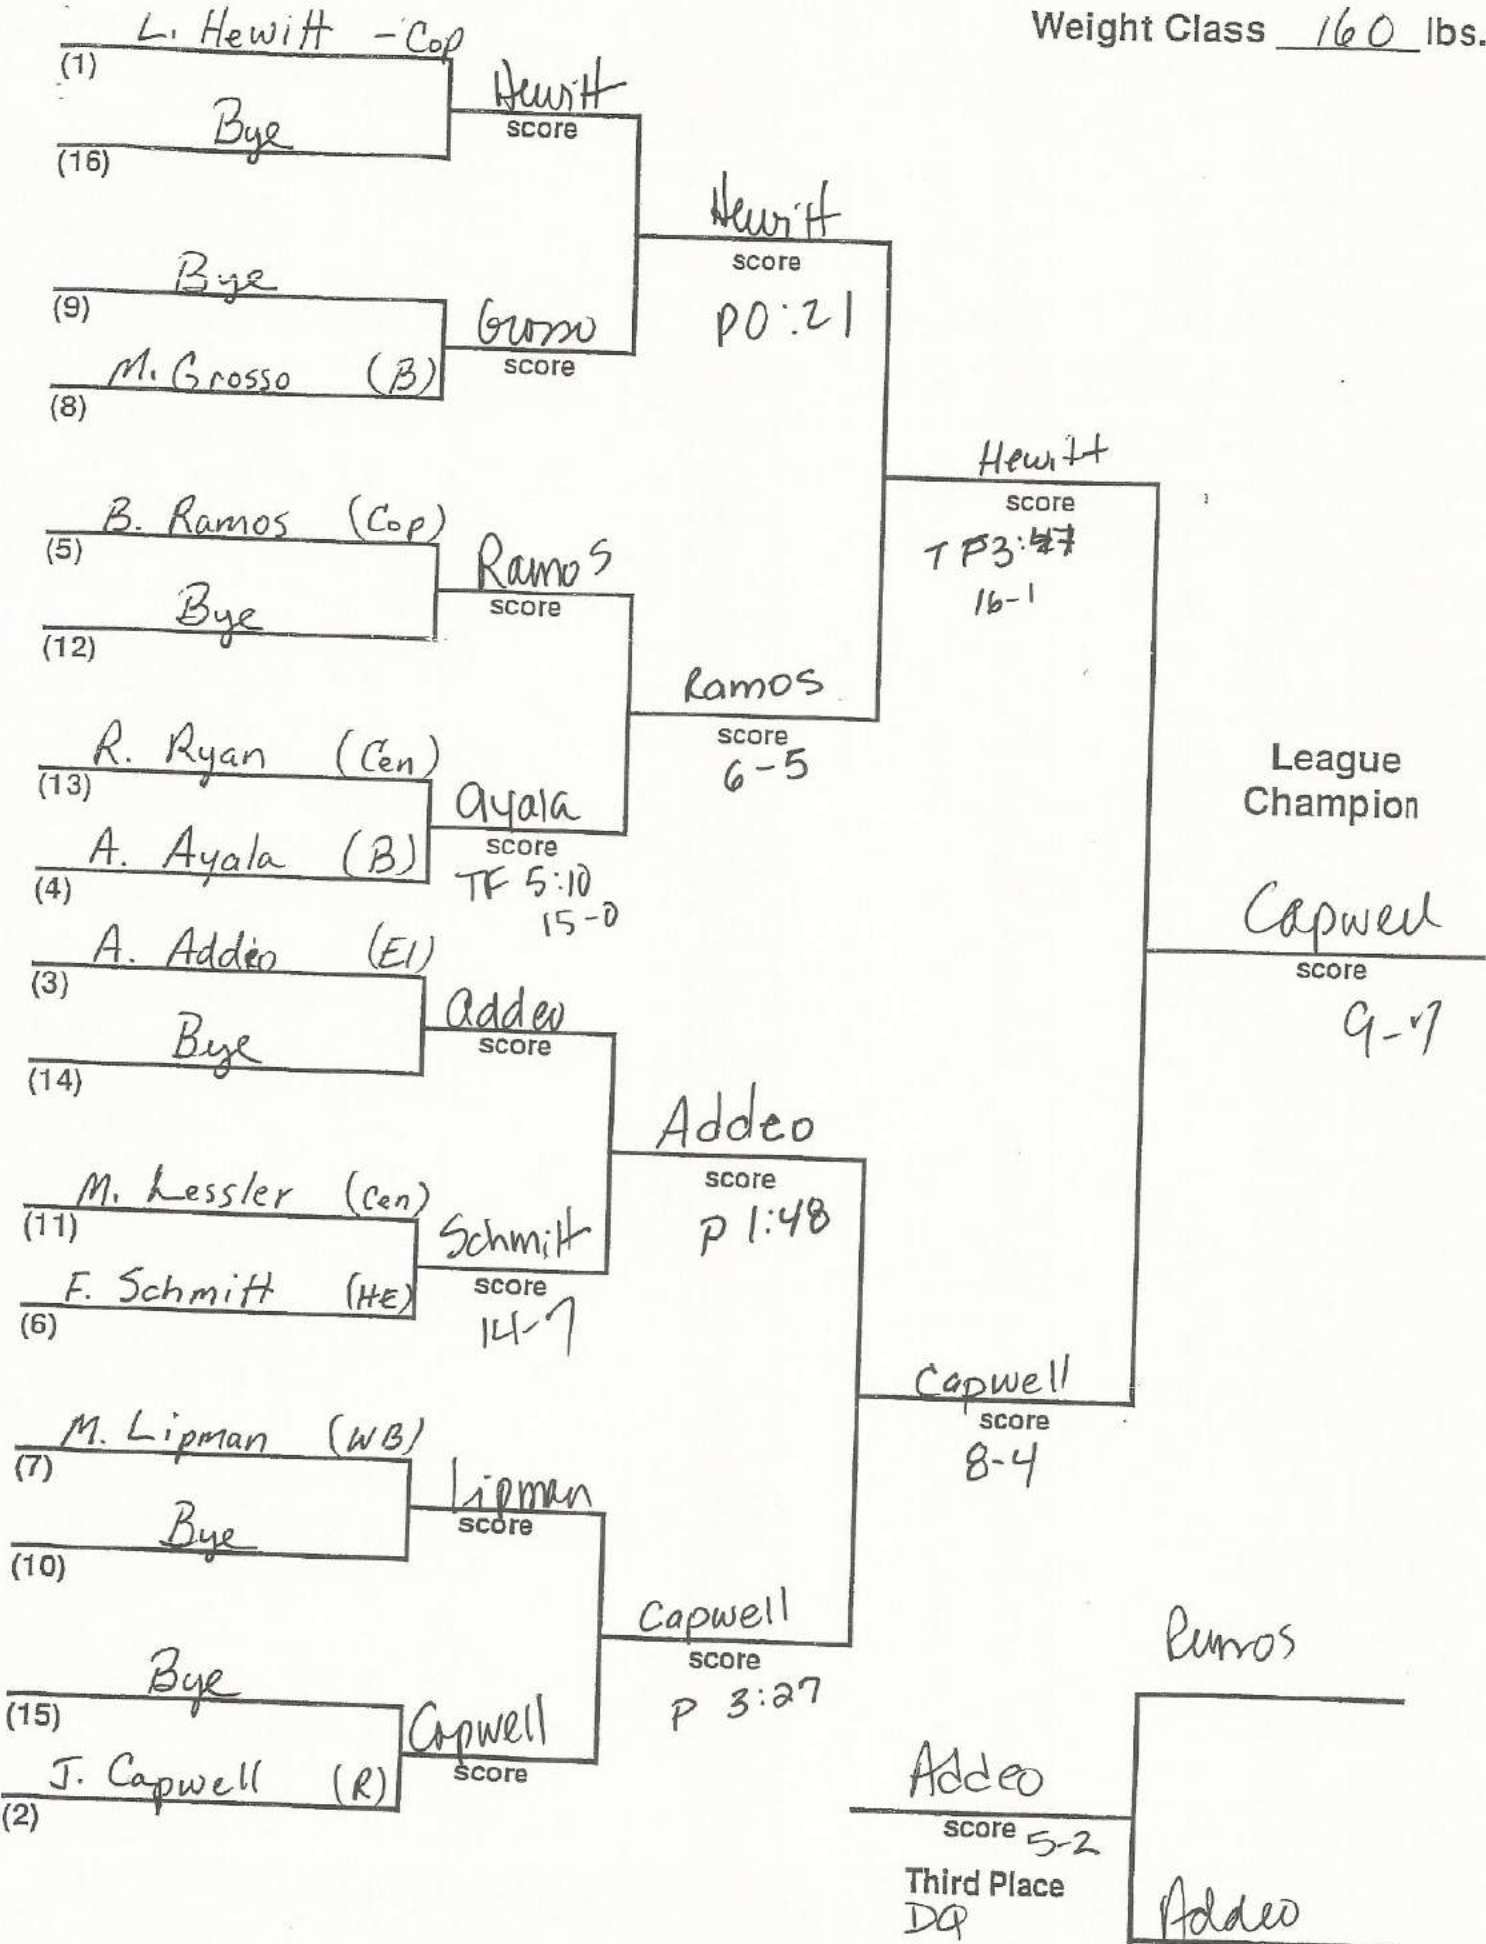 Weight Class 160 lbs.
L. Hewitt - Cop
(1)
Hewitt
score
Bye
(16)
Hewitt
score
P0:21
Bye
(9)
Grosso
score
M. Grosso (B)
(8)
Hewitt
score
TF3:47
16-1
B. Ramos (Cop)
(5)
Ramos
score
Bye
(12)
Ramos
score
6-5
R. Ryan (Cen)
(13)
Ayala
score
TF 5:10
15-0
A. Ayala (B)
(4)
League
Champion
Capwell
score
9-7
A. Addeo (EI)
(3)
Addeo
score
Bye
(14)
Addeo
score
P 1:48
M. Lessler (Cen)
(11)
Schmitt
score
14-7
F. Schmitt (HE)
(6)
Capwell
score
8-4
M. Lipman (WB)
(7)
Lipman
score
Bye
(10)
Capwell
score
P 3:27
Bye
(15)
Capwell
score
J. Capwell (R)
(2)
Ramos
Addeo
score 5-2
Third Place
DQ
Addeo